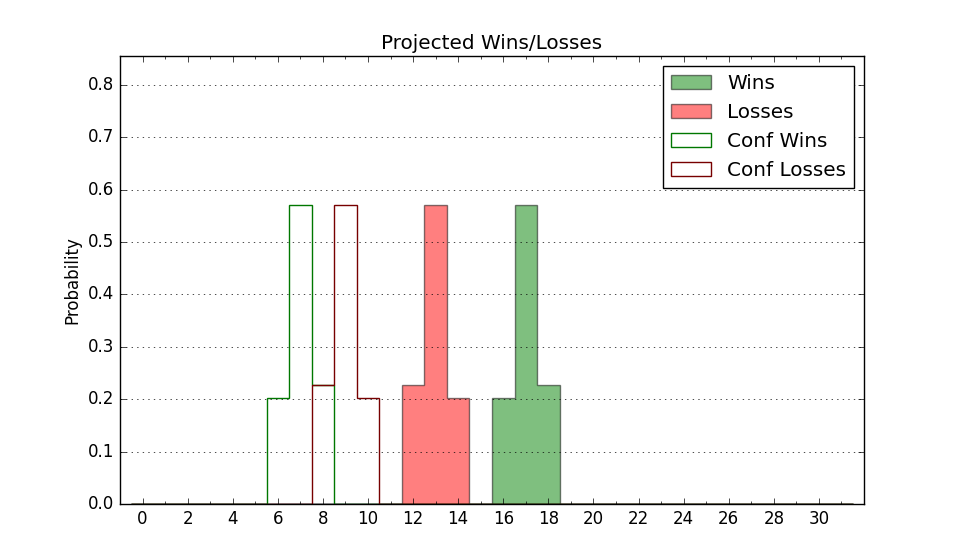 Projected Wins/Losses
Wins
Losses
Conf Wins
Conf Losses
Probability
0.8
0.7
0.6
0.5
0.4
0.3
0.2
0.1
0.0
0 2 4 6 8 10 12 14 16 18 20 22 24 26 28 30